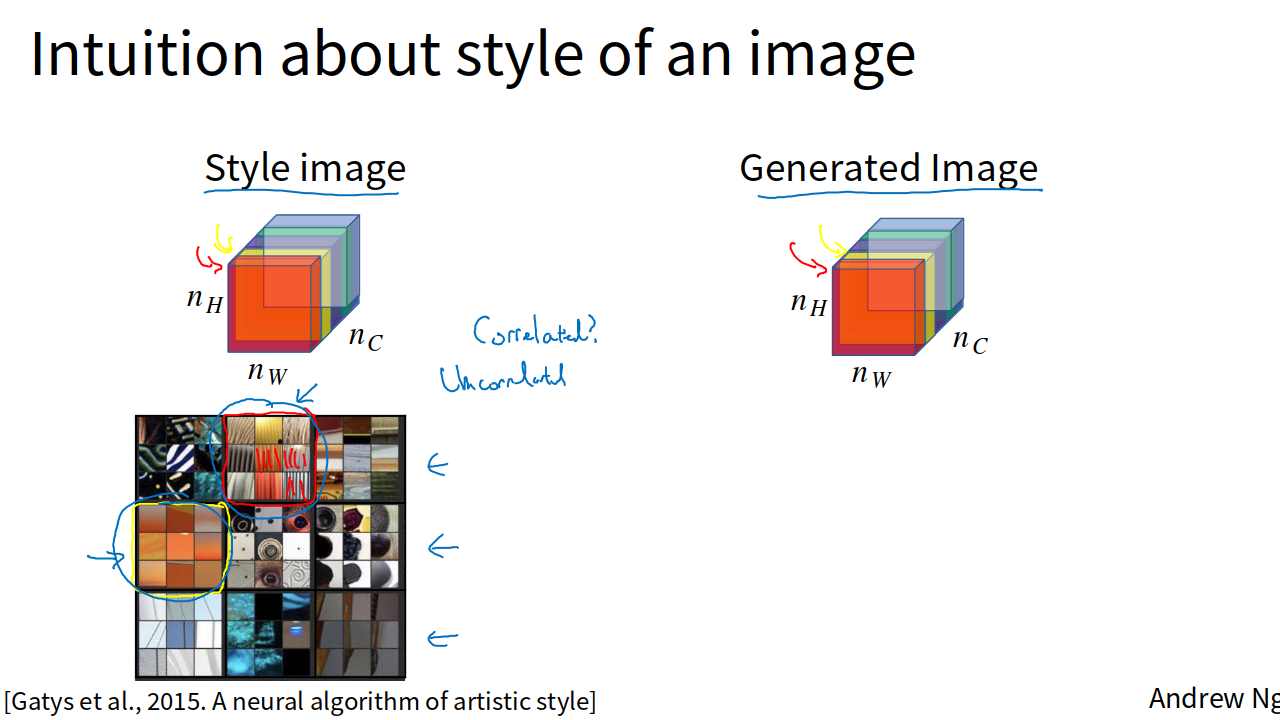 Intuition about style of an image
Style image
Generated Image
n_H
n_C
n_W
n_H
n_C
n_W
Correlated?
Uncorrelated
[Gatys et al., 2015. A neural algorithm of artistic style]
Andrew Ng